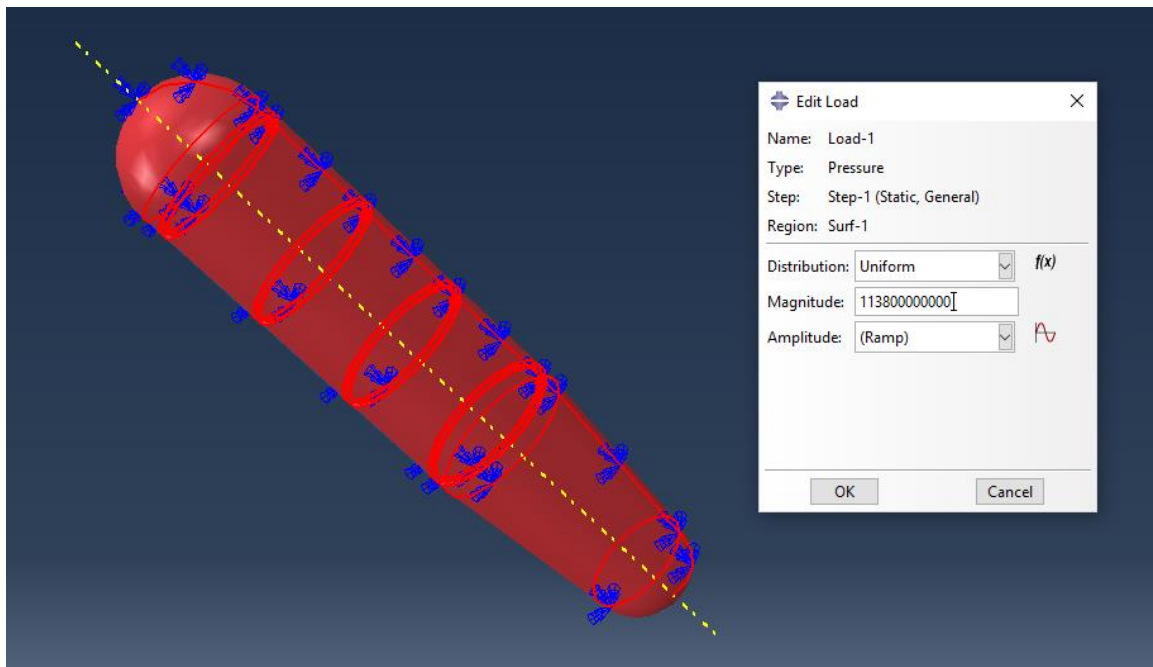 Edit Load
Name: Load-1
Type: Pressure
Step: Step-1 (Static, General)
Region: Surf-1
Distribution: Uniform f(x)
Magnitude: 113800000000
Amplitude: (Ramp)
OK Cancel